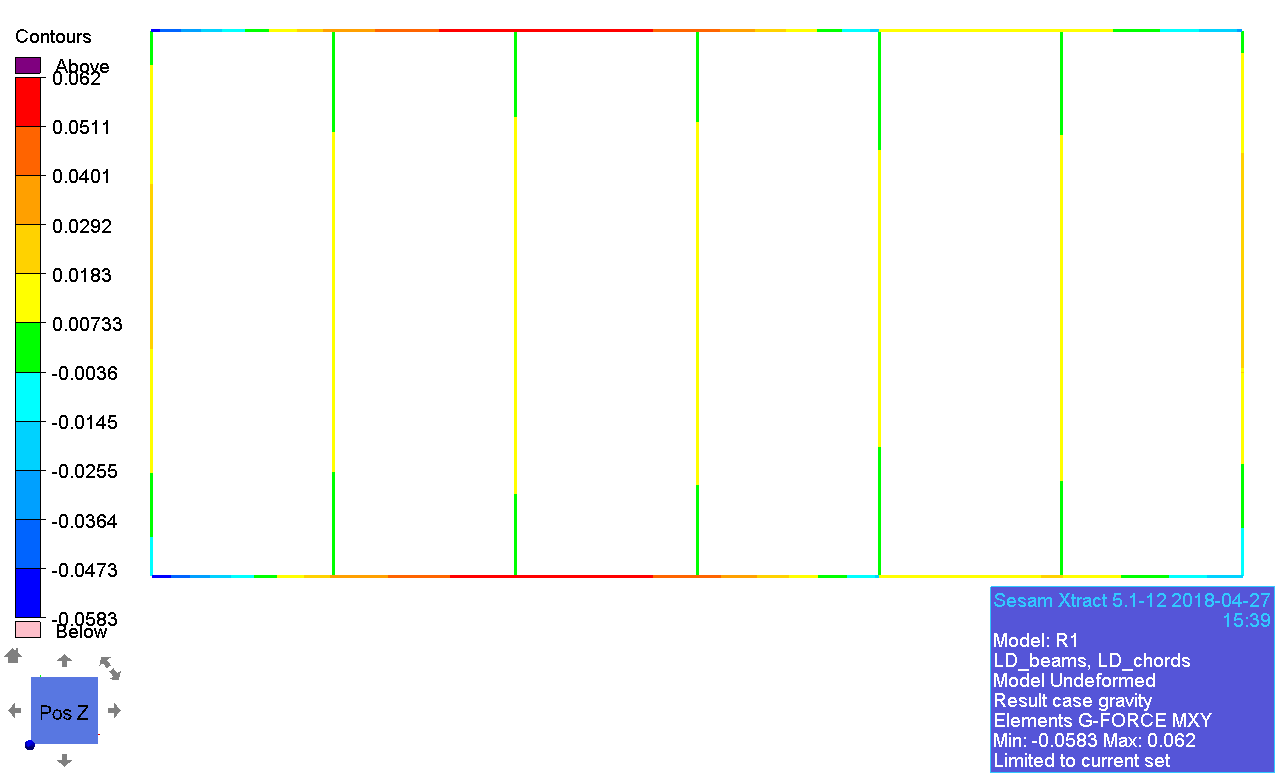 Contours
Above
0.062
0.0511
0.0401
0.0292
0.0183
0.00733
-0.0036
-0.0145
-0.0255
-0.0364
-0.0473
-0.0583
Below
Pos Z
Sesam Xtract 5.1-12 2018-04-27
15:39
Model: R1
LD_beams, LD_chords
Model Undeformed
Result case gravity
Elements G-FORCE MXY
Min: -0.0583 Max: 0.062
Limited to current set